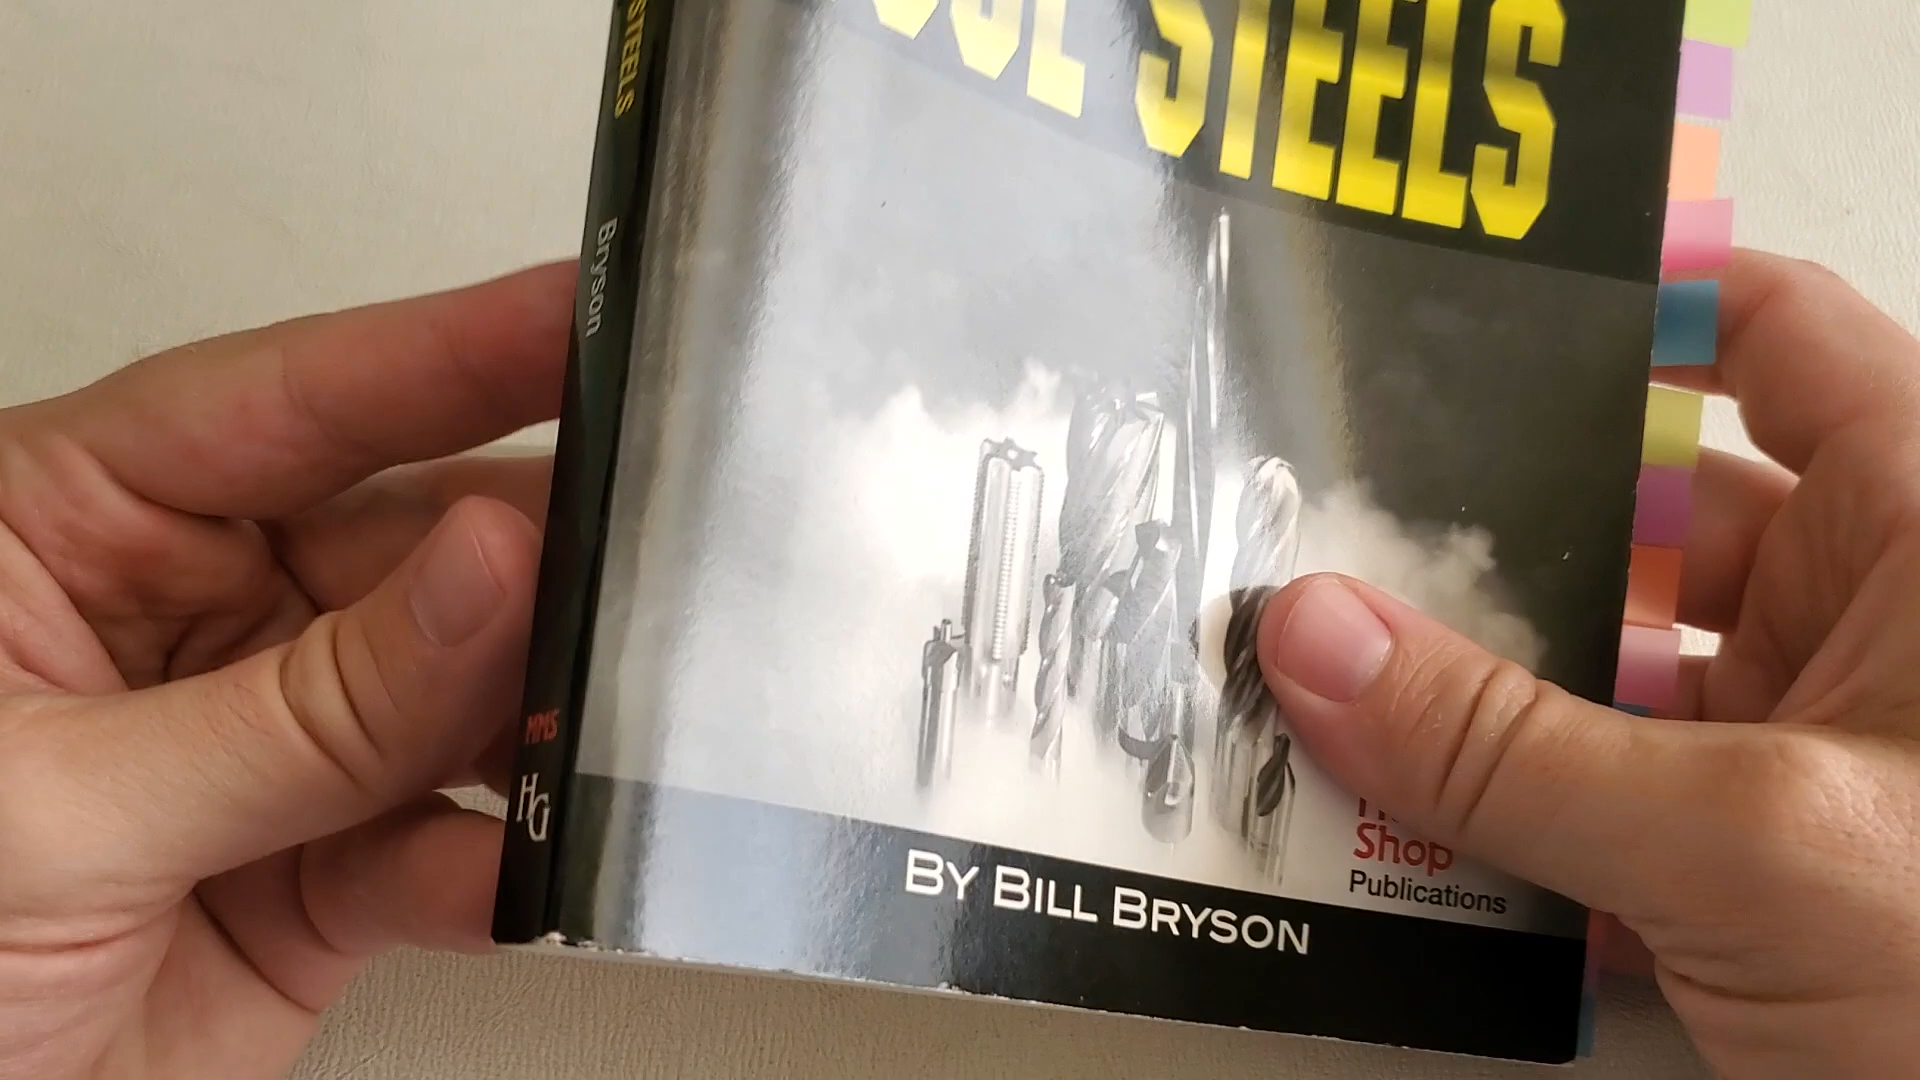 STEELS
Bryson
MMS
HG
STEELS
Shop
Publications
BY BILL BRYSON